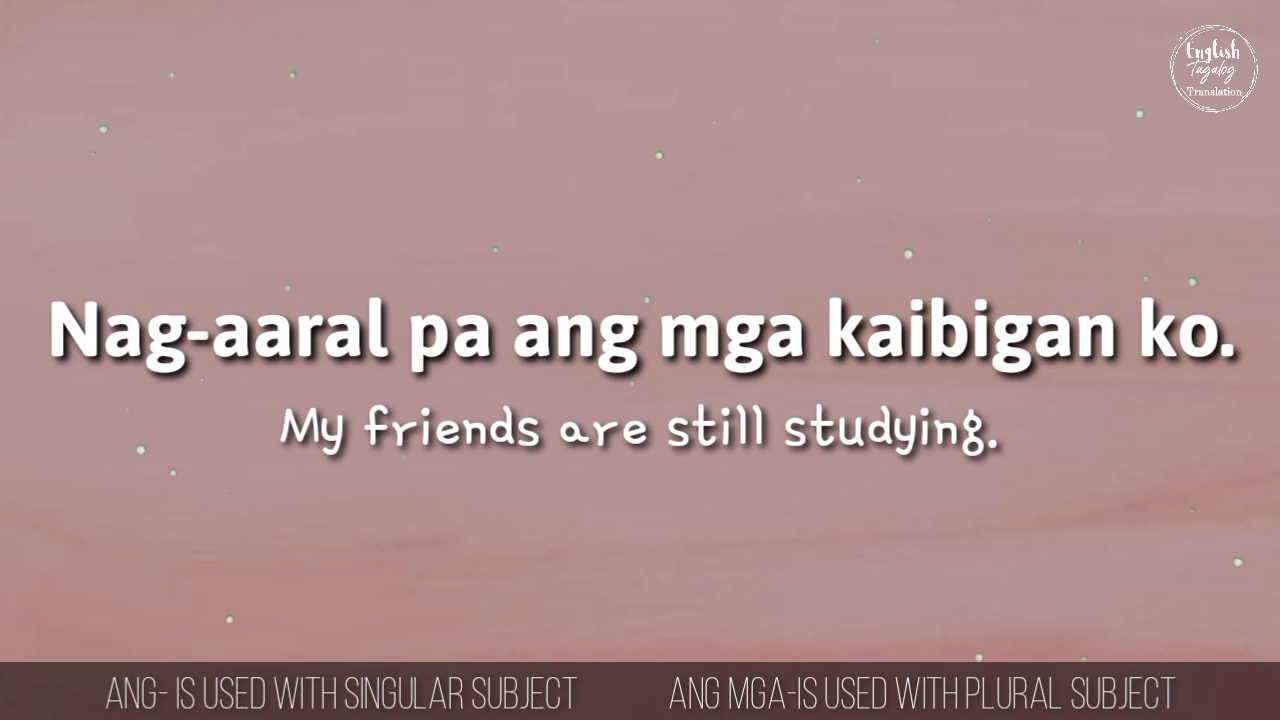 English
Tagalog
Translation
Nag-aaral pa ang mga kaibigan ko.
My friends are still studying.
ANG- IS USED WITH SINGULAR SUBJECT
ANG MGA-IS USED WITH PLURAL SUBJECT